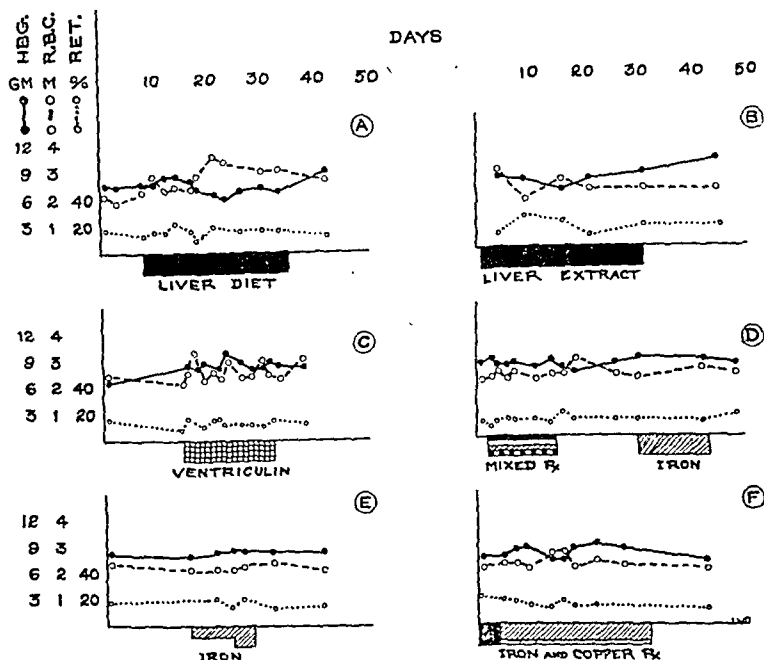 DAYS
HBG. R.B.C. RET.
GM M %
10 20 30 40 50
10 20 30 40 50
A
B
12 4
9 3
6 2 40
3 1 20
LIVER DIET
LIVER EXTRACT
C
D
12 4
9 3
6 2 40
3 1 20
VENTRICULIN
MIXED Rx
IRON
E
F
12 4
9 3
6 2 40
3 1 20
IRON
IRON AND COPPER Rx